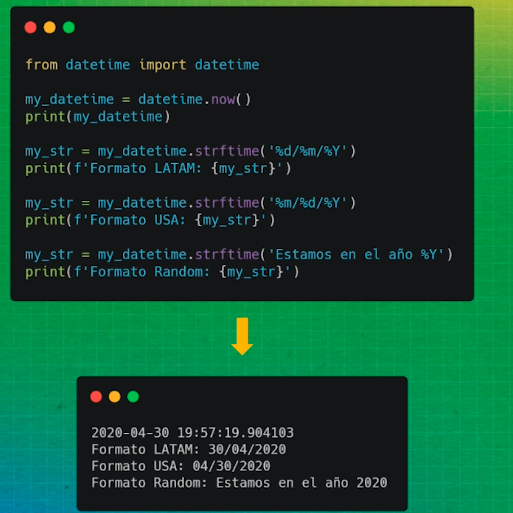 from datetime import datetime
my_datetime = datetime.now()
print(my_datetime)
my_str = my_datetime.strftime('%d/%m/%Y')
print(f'Formato LATAM: {my_str}')
my_str = my_datetime.strftime('%m/%d/%Y')
print(f'Formato USA: {my_str}')
my_str = my_datetime.strftime('Estamos en el año %Y')
print(f'Formato Random: {my_str}')
2020-04-30 19:57:19.904103
Formato LATAM: 30/04/2020
Formato USA: 04/30/2020
Formato Random: Estamos en el año 2020